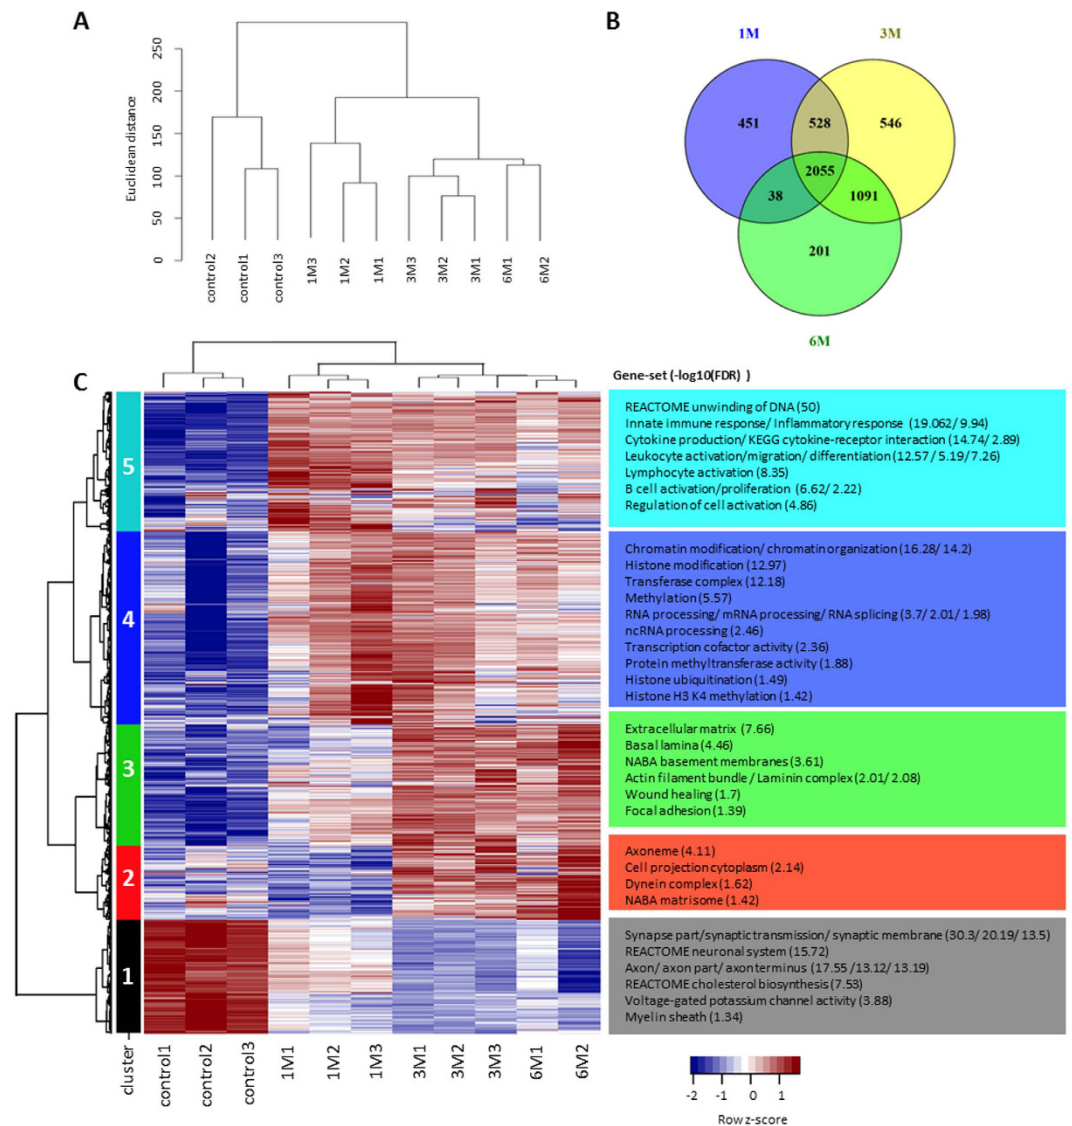 A
B
1M
3M
Euclidean distance
250
200
150
100
50
0
451
528
546
2055
38
1091
201
6M
control2
control1
control3
1M3
1M2
1M1
3M3
3M2
3M1
6M1
6M2
C
Gene-set (-log10(FDR) )
5
REACTOME unwinding of DNA (50)
Innate immune response/ Inflammatory response (19.062/ 9.94)
Cytokine production/ KEGG cytokine-receptor interaction (14.74/ 2.89)
Leukocyte activation/migration/ differentiation (12.57/ 5.19/7.26)
Lymphocyte activation (8.35)
B cell activation/proliferation (6.62/ 2.22)
Regulation of cell activation (4.86)
4
Chromatin modification/ chromatin organization (16.28/ 14.2)
Histone modification (12.97)
Transferase complex (12.18)
Methylation (5.57)
RNA processing/ mRNA processing/ RNA splicing (3.7/ 2.01/ 1.98)
ncRNA processing (2.46)
Transcription cofactor activity (2.36)
Protein methyltransferase activity (1.88)
Histone ubiquitination (1.49)
Histone H3 K4 methylation (1.42)
3
Extracellular matrix (7.66)
Basal lamina (4.46)
NABA basement membranes (3.61)
Actin filament bundle / Laminin complex (2.01/ 2.08)
Wound healing (1.7)
Focal adhesion (1.39)
2
Axoneme (4.11)
Cell projection cytoplasm (2.14)
Dynein complex (1.62)
NABA matrisome (1.42)
1
Synapse part/synaptic transmission/ synaptic membrane (30.3/ 20.19/ 13.5)
REACTOME neuronal system (15.72)
Axon/ axon part/ axon terminus (17.55 /13.12/ 13.19)
REACTOME cholesterol biosynthesis (7.53)
Voltage-gated potassium channel activity (3.88)
Myelin sheath (1.34)
cluster
control1
control2
control3
1M1
1M2
1M3
3M1
3M2
3M3
6M1
6M2
-2 -1 0 1
Row z-score